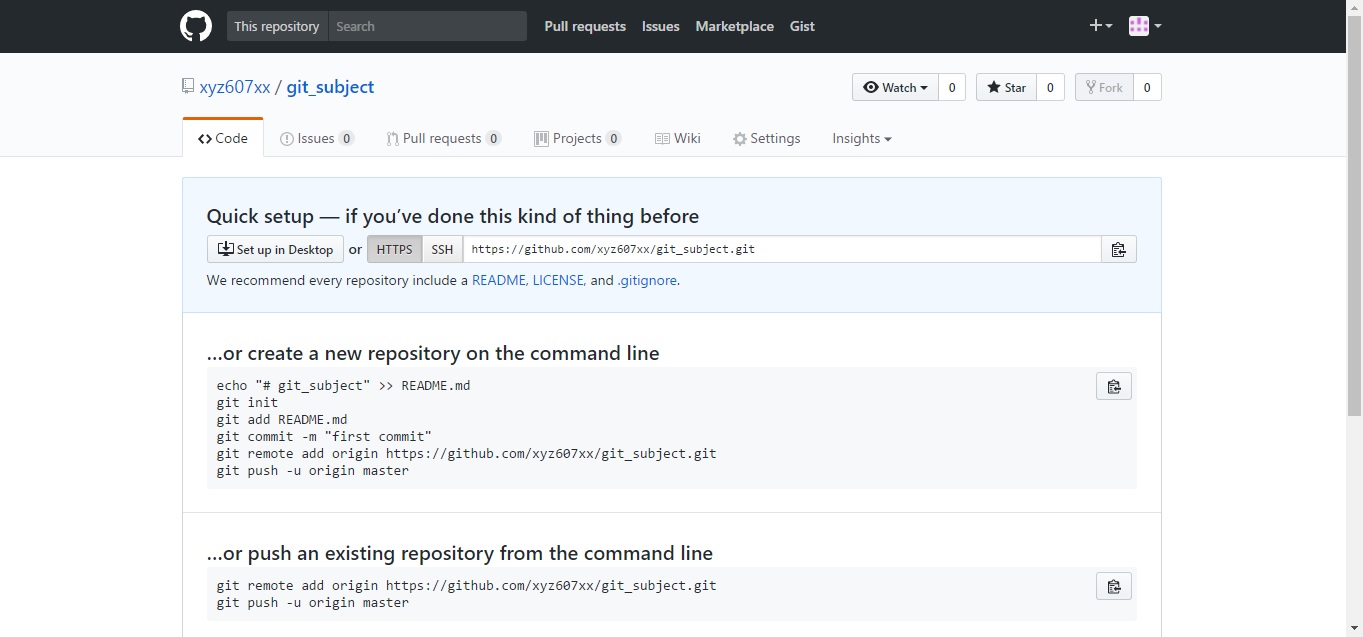 This repository Search Pull requests Issues Marketplace Gist
xyz607xx / git_subject Watch 0 Star 0 Fork 0
Code Issues 0 Pull requests 0 Projects 0 Wiki Settings Insights
Quick setup — if you’ve done this kind of thing before
Set up in Desktop or HTTPS SSH https://github.com/xyz607xx/git_subject.git
We recommend every repository include a README, LICENSE, and .gitignore.
…or create a new repository on the command line
echo "# git_subject" >> README.md
git init
git add README.md
git commit -m "first commit"
git remote add origin https://github.com/xyz607xx/git_subject.git
git push -u origin master
…or push an existing repository from the command line
git remote add origin https://github.com/xyz607xx/git_subject.git
git push -u origin master